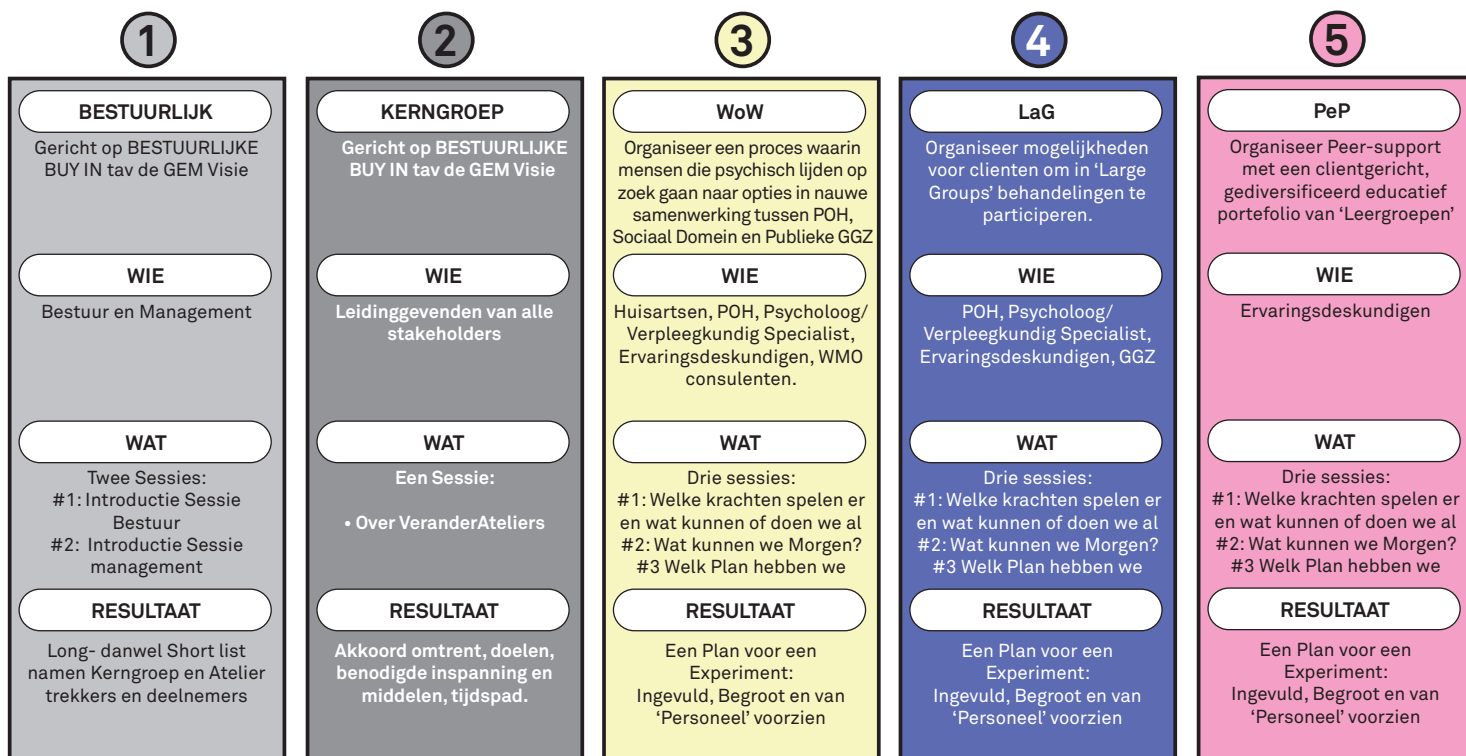 1
BESTUURLIJK
Gericht op BESTUURLIJKE
BUY IN tav de GEM Visie
WIE
Bestuur en Management
WAT
Twee Sessies:
#1: Introductie Sessie
Bestuur
#2: Introductie Sessie
management
RESULTAAT
Long- danwel Short list
namen Kerngroep en Atelier
trekkers en deelnemers
2
KERNGROEP
Gericht op BESTUURLIJKE
BUY IN tav de GEM Visie
WIE
Leidinggevenden van alle
stakeholders
WAT
Een Sessie:
• Over VeranderAteliers
RESULTAAT
Akkoord omtrent, doelen,
benodigde inspanning en
middelen, tijdspad.
3
WoW
Organiseer een proces waarin
mensen die psychisch lijden op
zoek gaan naar opties in nauwe
samenwerking tussen POH,
Sociaal Domein en Publieke GGZ
WIE
Huisartsen, POH, Psycholoog/
Verpleegkundig Specialist,
Ervaringsdeskundigen, WMO
consulenten.
WAT
Drie sessies:
#1: Welke krachten spelen er
en wat kunnen of doen we al
#2: Wat kunnen we Morgen?
#3 Welk Plan hebben we
RESULTAAT
Een Plan voor een
Experiment:
Ingevuld, Begroot en van
‘Personeel’ voorzien
4
LaG
Organiseer mogelijkheden
voor clienten om in ‘Large
Groups’ behandelingen te
participeren.
WIE
POH, Psycholoog/
Verpleegkundig Specialist,
Ervaringsdeskundigen, GGZ
WAT
Drie sessies:
#1: Welke krachten spelen er
en wat kunnen of doen we al
#2: Wat kunnen we Morgen?
#3 Welk Plan hebben we
RESULTAAT
Een Plan voor een
Experiment:
Ingevuld, Begroot en van
‘Personeel’ voorzien
5
PeP
Organiseer Peer-support
met een clientgericht,
gediversificeerd educatief
portefolio van ‘Leergroepen’
WIE
Ervaringsdeskundigen
WAT
Drie sessies:
#1: Welke krachten spelen er
en wat kunnen of doen we al
#2: Wat kunnen we Morgen?
#3 Welk Plan hebben we
RESULTAAT
Een Plan voor een
Experiment:
Ingevuld, Begroot en van
‘Personeel’ voorzien